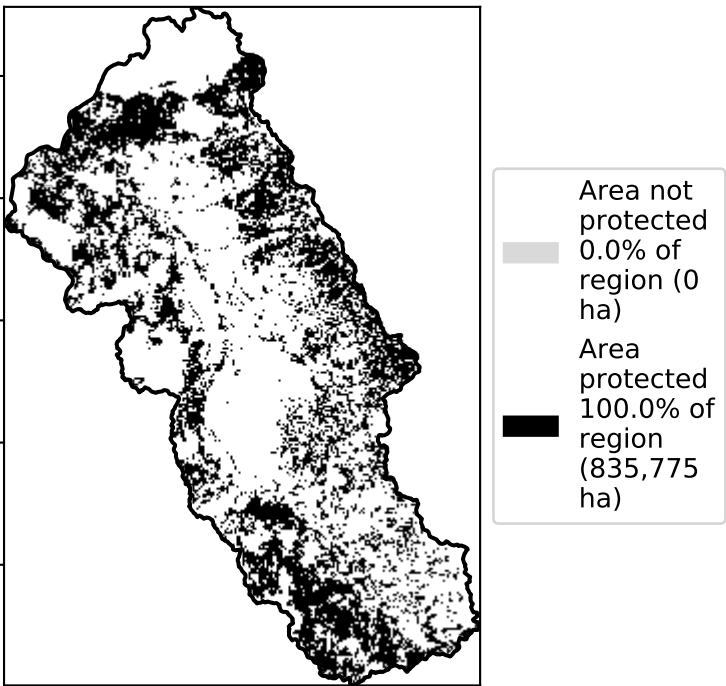 Area not
protected
0.0% of
region (0
ha)
Area
protected
100.0% of
region
(835,775
ha)